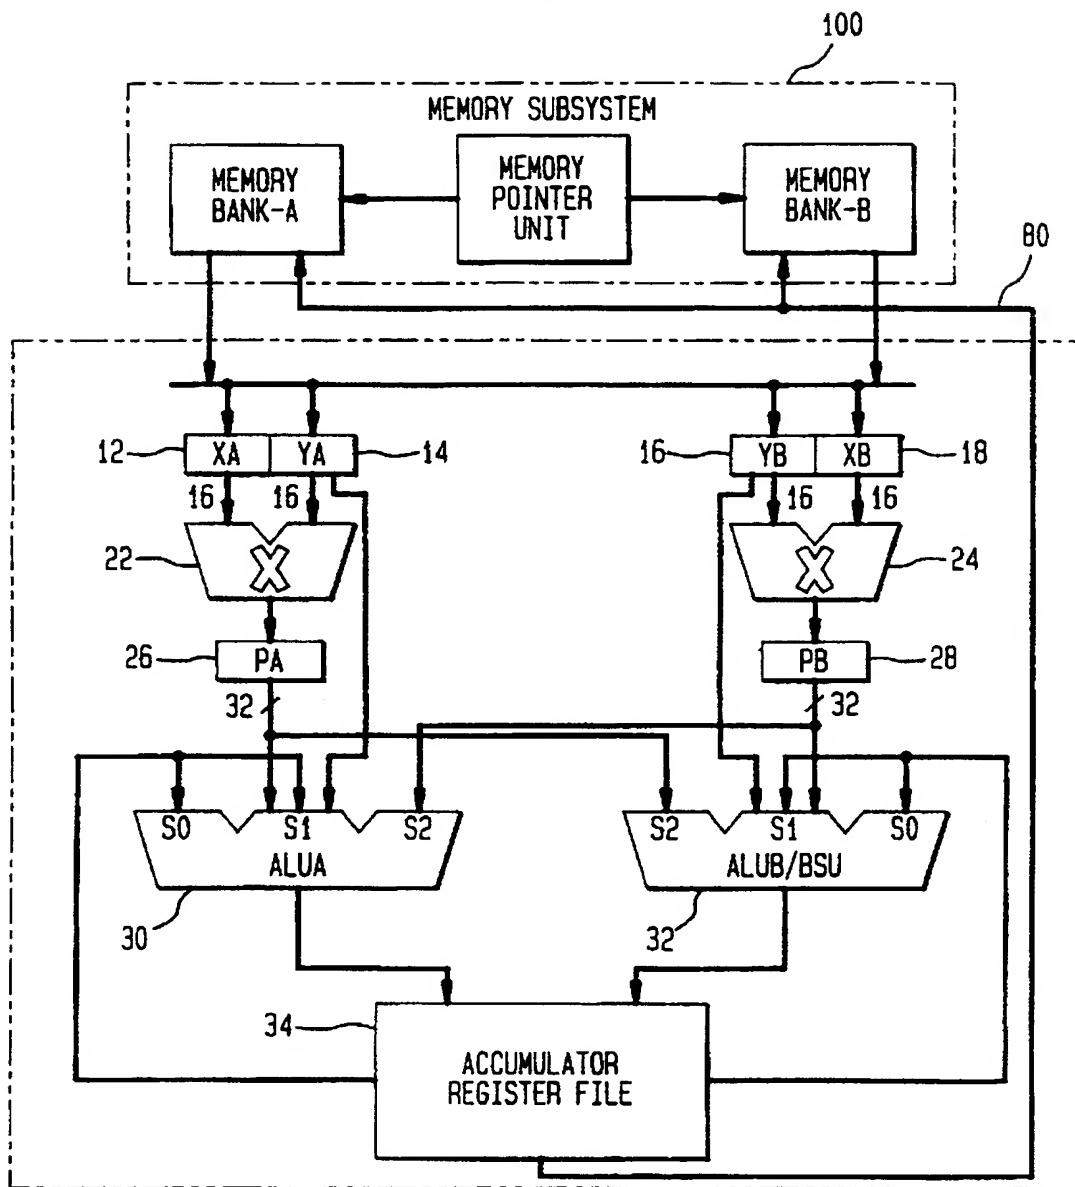 100
MEMORY SUBSYSTEM
MEMORY
BANK-A
MEMORY
POINTER
UNIT
MEMORY
BANK-B
80
12
XA
YA
14
16
YB
XB
18
16
16
16
16
22
X
X
24
26
PA
PB
28
32
32
S0
S1
S2
S2
S1
S0
ALUA
ALUB/BSU
30
32
34
ACCUMULATOR
REGISTER FILE